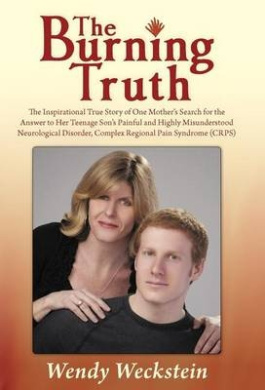 The
Burning
Truth
The Inspirational True Story of One Mother's Search for the
Answer to Her Teenage Son's Painful and Highly Misunderstood
Neurological Disorder, Complex Regional Pain Syndrome (CRPS)
Wendy Weckstein